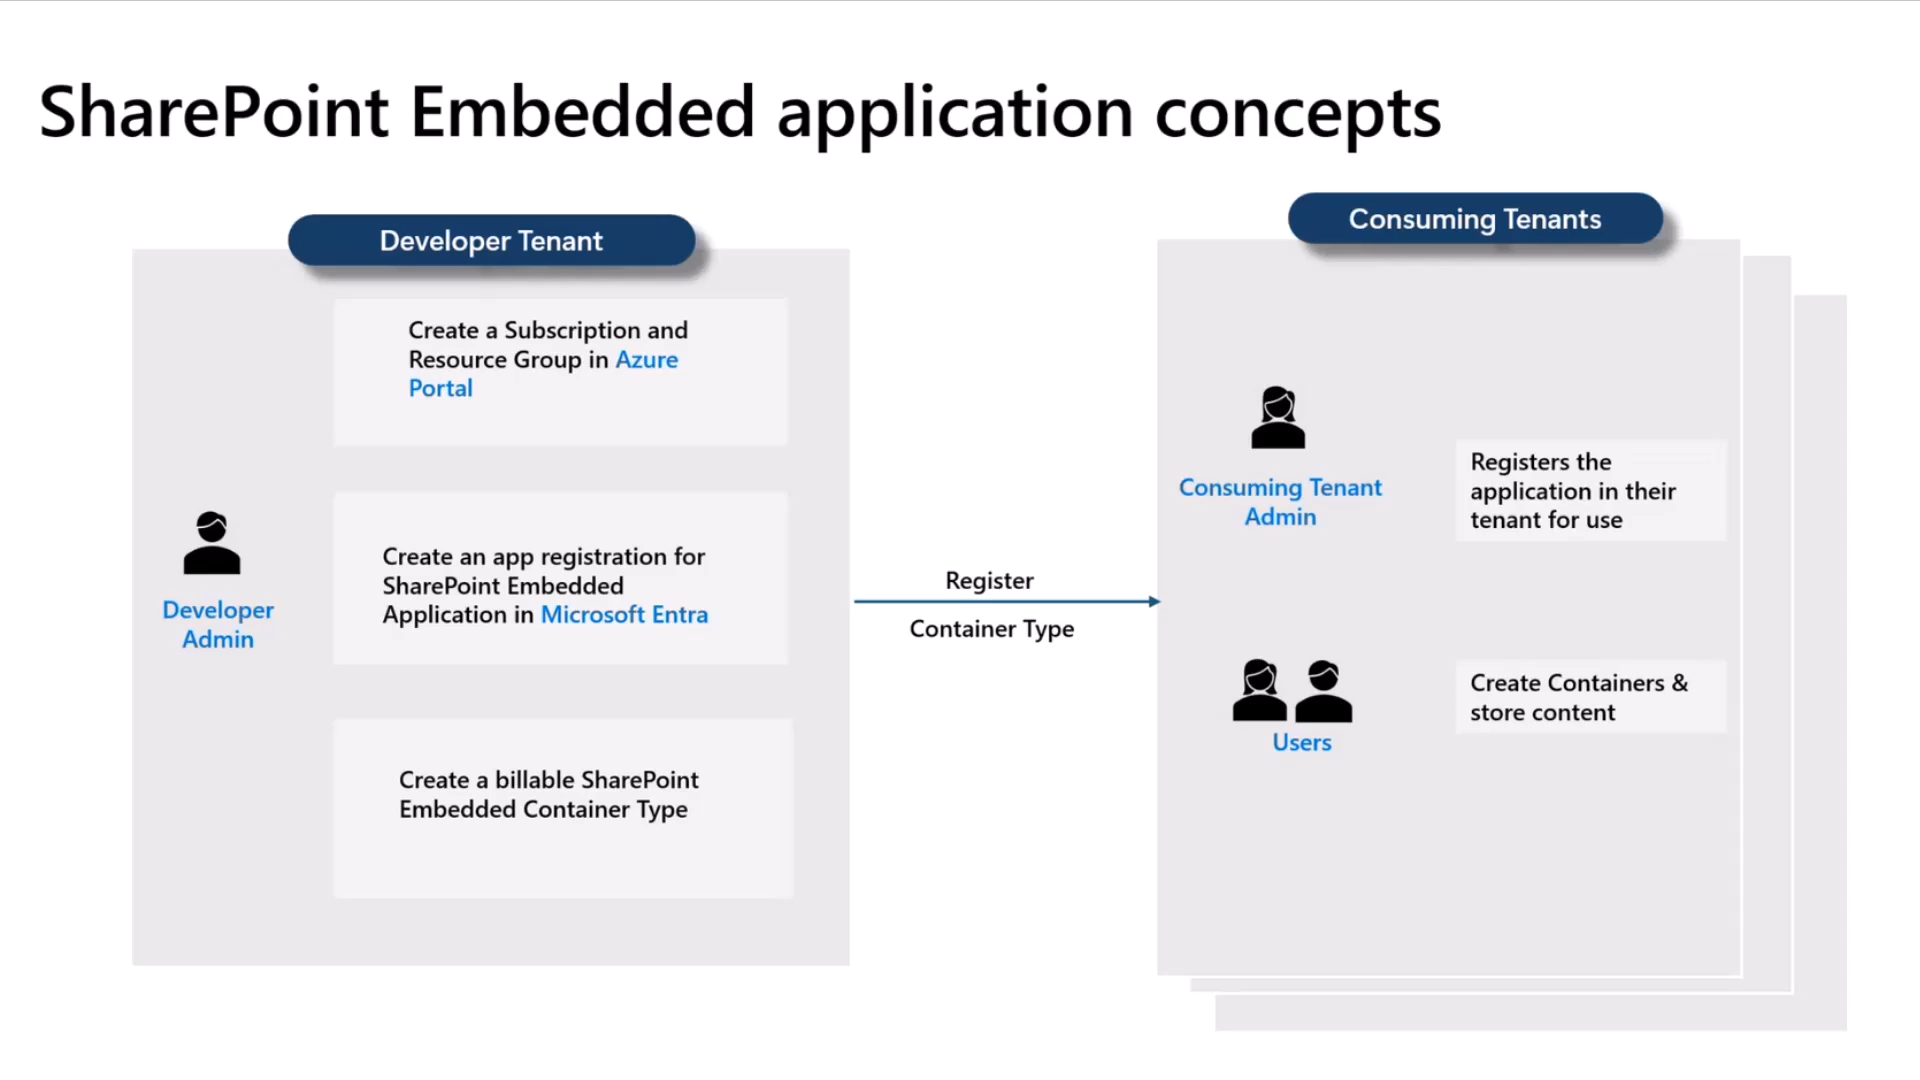 SharePoint Embedded application concepts
Developer Tenant
Create a Subscription and
Resource Group in Azure
Portal
Create an app registration for
SharePoint Embedded
Application in Microsoft Entra
Developer
Admin
Create a billable SharePoint
Embedded Container Type
Register
Container Type
Consuming Tenants
Consuming Tenant
Admin
Registers the
application in their
tenant for use
Users
Create Containers &
store content